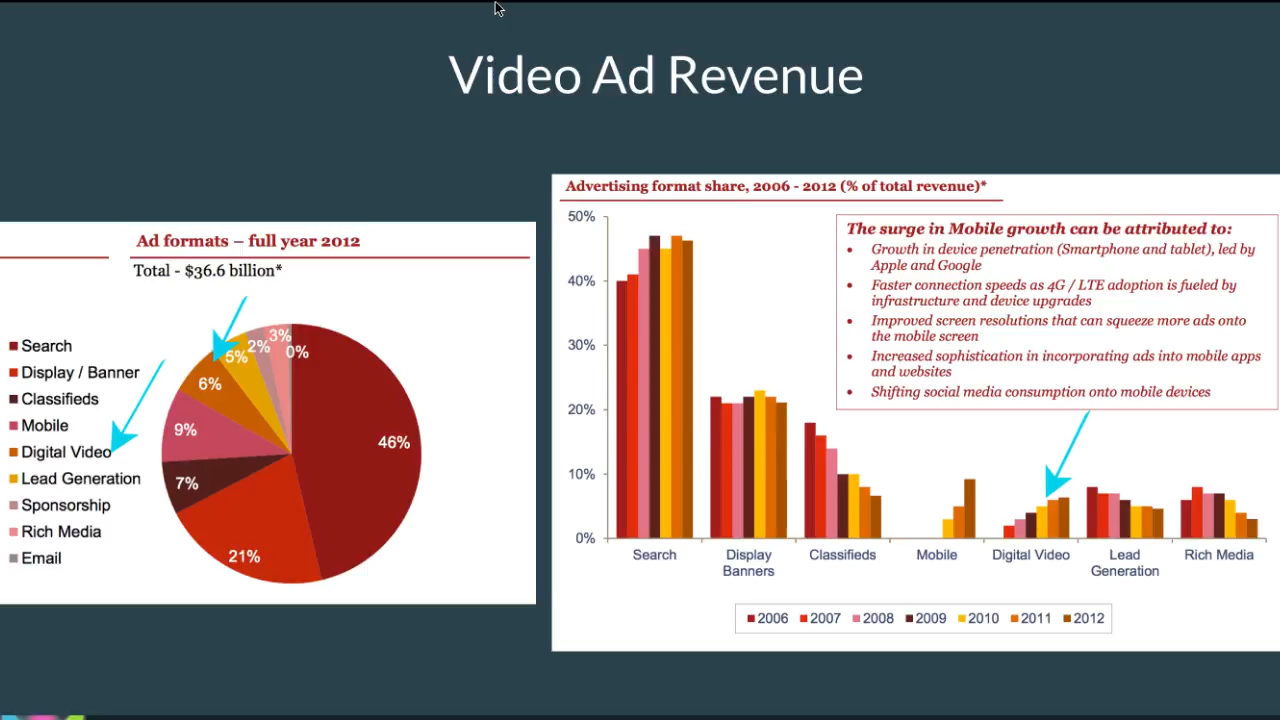 Video Ad Revenue
Ad formats – full year 2012
Total - $36.6 billion*
Search
Display / Banner
Classifieds
Mobile
Digital Video
Lead Generation
Sponsorship
Rich Media
Email
46%
21%
7%
9%
6%
5%
2%
3%
0%
Advertising format share, 2006 - 2012 (% of total revenue)*
50%
40%
30%
20%
10%
0%
The surge in Mobile growth can be attributed to:
• Growth in device penetration (Smartphone and tablet), led by
Apple and Google
• Faster connection speeds as 4G / LTE adoption is fueled by
infrastructure and device upgrades
• Improved screen resolutions that can squeeze more ads onto
the mobile screen
• Increased sophistication in incorporating ads into mobile apps
and websites
• Shifting social media consumption onto mobile devices
Search
Display
Banners
Classifieds
Mobile
Digital Video
Lead
Generation
Rich Media
2006 2007 2008 2009 2010 2011 2012